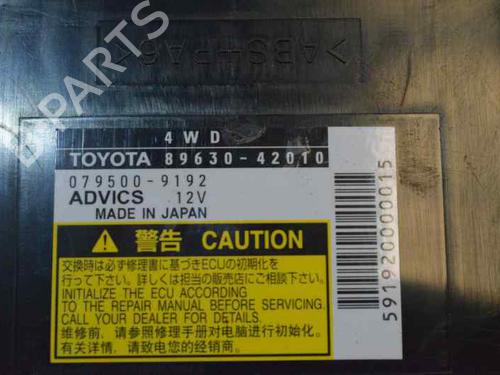 >ABS+PA6<
B-PARTS
4WD
TOYOTA 89630-42010
079500-9192
ADVICS 12V
MADE IN JAPAN
5919200000015
警告 CAUTION
交換時は必ず修理書に基づきECUの初期化を
行って下さい。詳しくは担当の販売店にご相談下さい。
INITIALIZE THE ECU ACCORDING
TO THE REPAIR MANUAL BEFORE SERVICING.
CALL YOUR DEALER FOR DETAILS.
维修前，请参照修理手册对电脑进行初始化。
有关详情，请致电您的经销商。